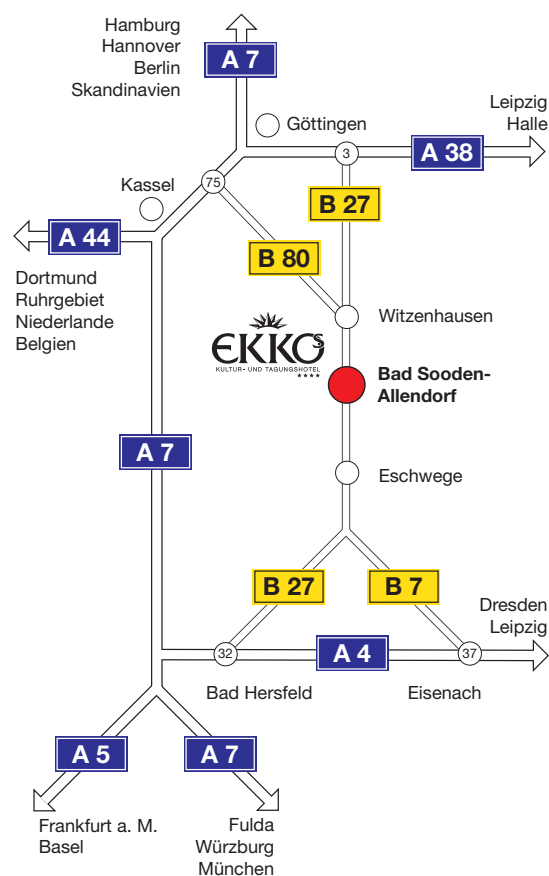 Hamburg
Hannover
Berlin
Skandinavien
A 7
Göttingen
Leipzig
Halle
3
A 38
Kassel
75
B 27
A 44
B 80
Dortmund
Ruhrgebiet
Niederlande
Belgien
Witzenhausen
EKKOs
KULTUR- UND TAGUNGSHOTEL
Bad Sooden-
Allendorf
A 7
Eschwege
B 27
B 7
Dresden
Leipzig
32
A 4
37
Bad Hersfeld
Eisenach
A 5
A 7
Frankfurt a. M.
Basel
Fulda
Würzburg
München